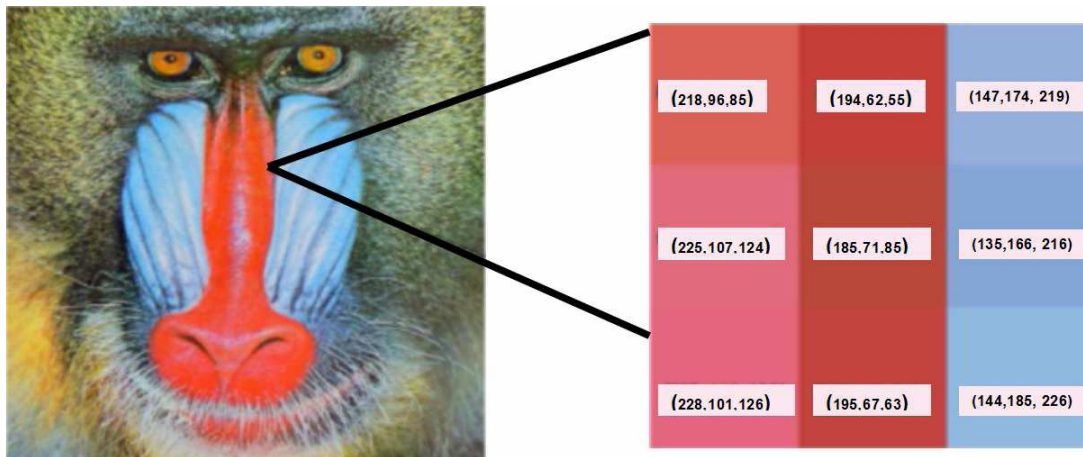 (218,96,85) (194,62,55) (147,174, 219)
(225,107,124) (185,71,85) (135,166, 216)
(228,101,126) (195,67,63) (144,185, 226)